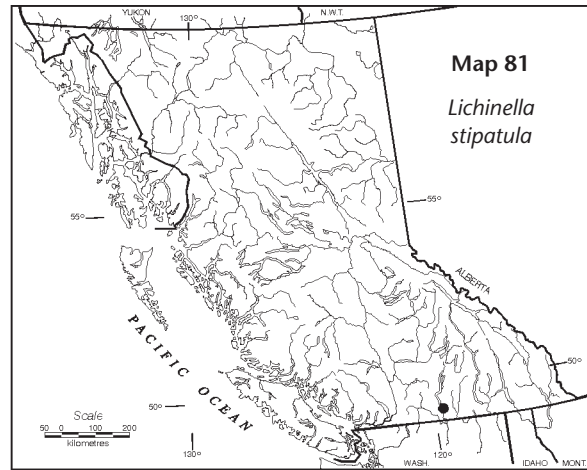 YUKON
130°
N.W.T.
Map 81
Lichinella
stipatula
55
55°
ALBERTA
PACIFIC OCEAN
50°
50°
Scale
50 0 100 200
kilometres
130°
120°
WASH.
IDAHO
MONT.